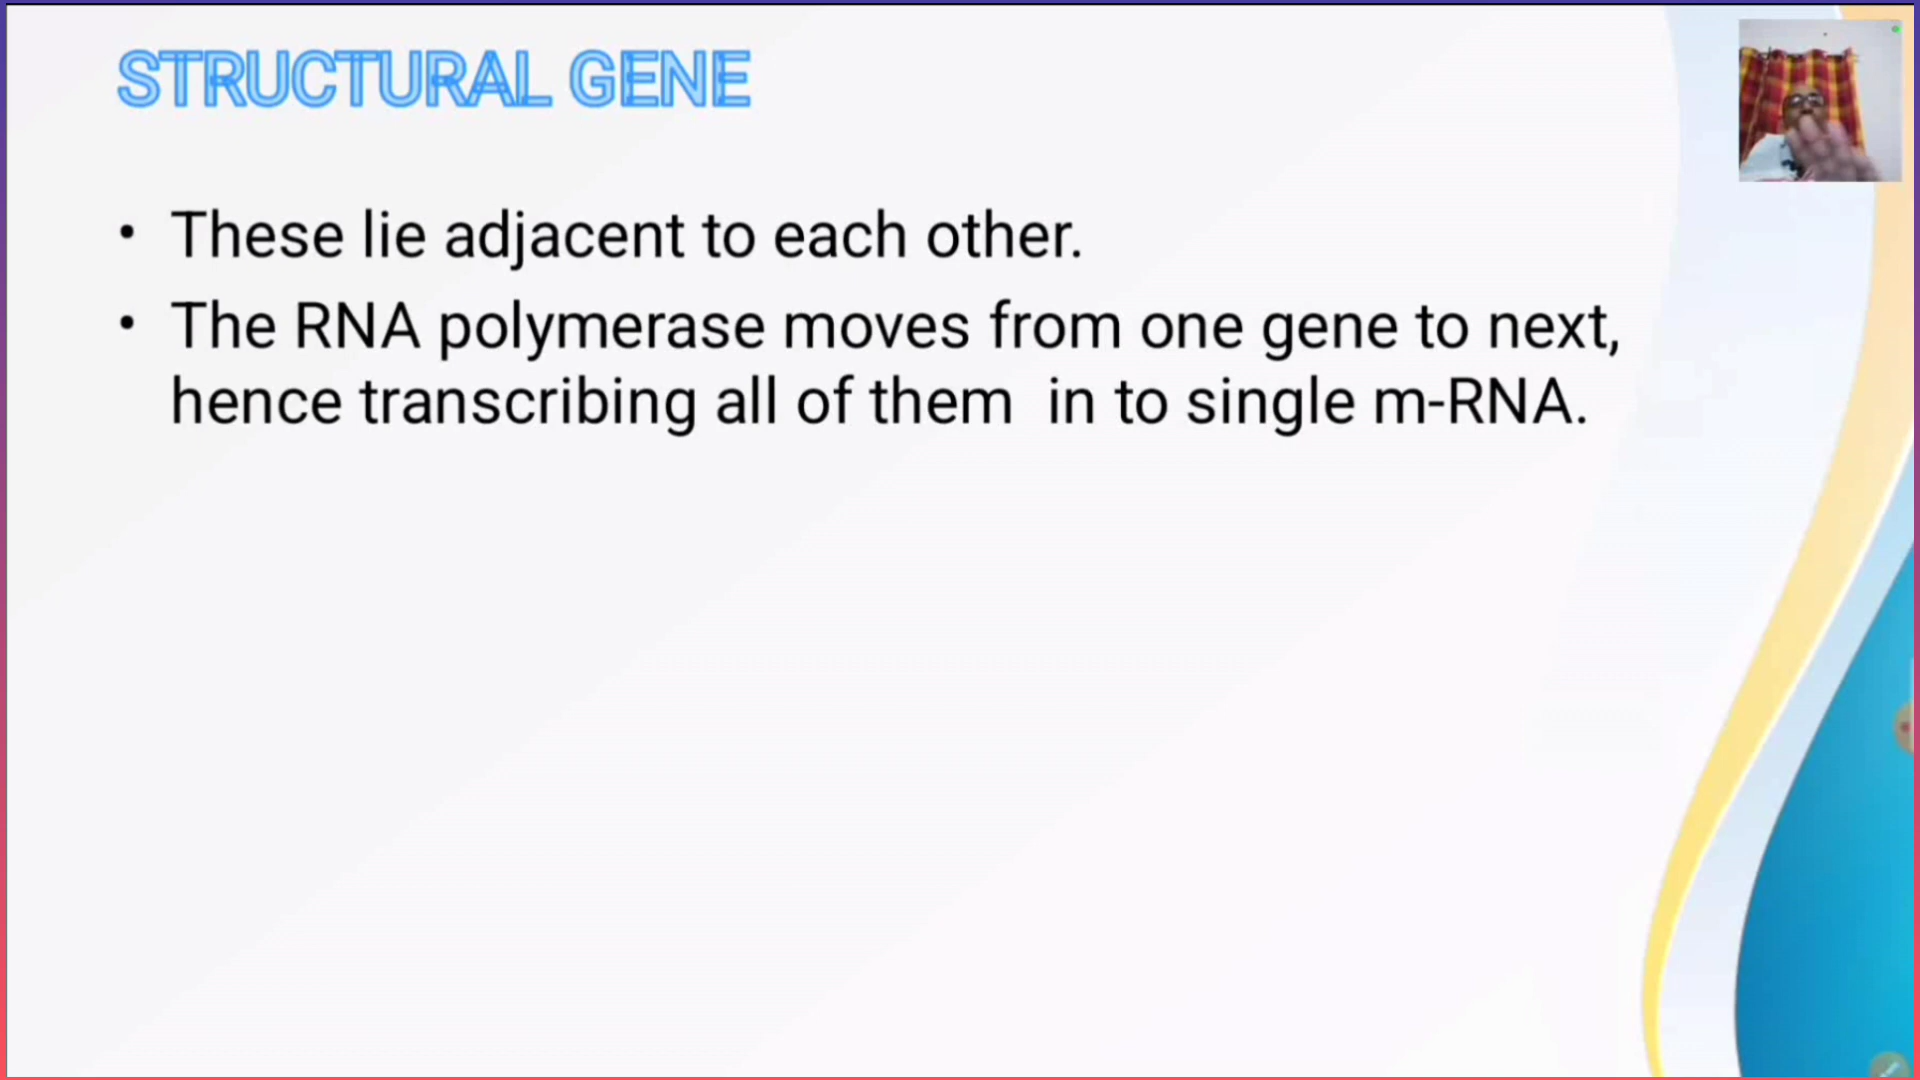 STRUCTURAL GENE
• These lie adjacent to each other.
• The RNA polymerase moves from one gene to next,
hence transcribing all of them  in to single m-RNA.